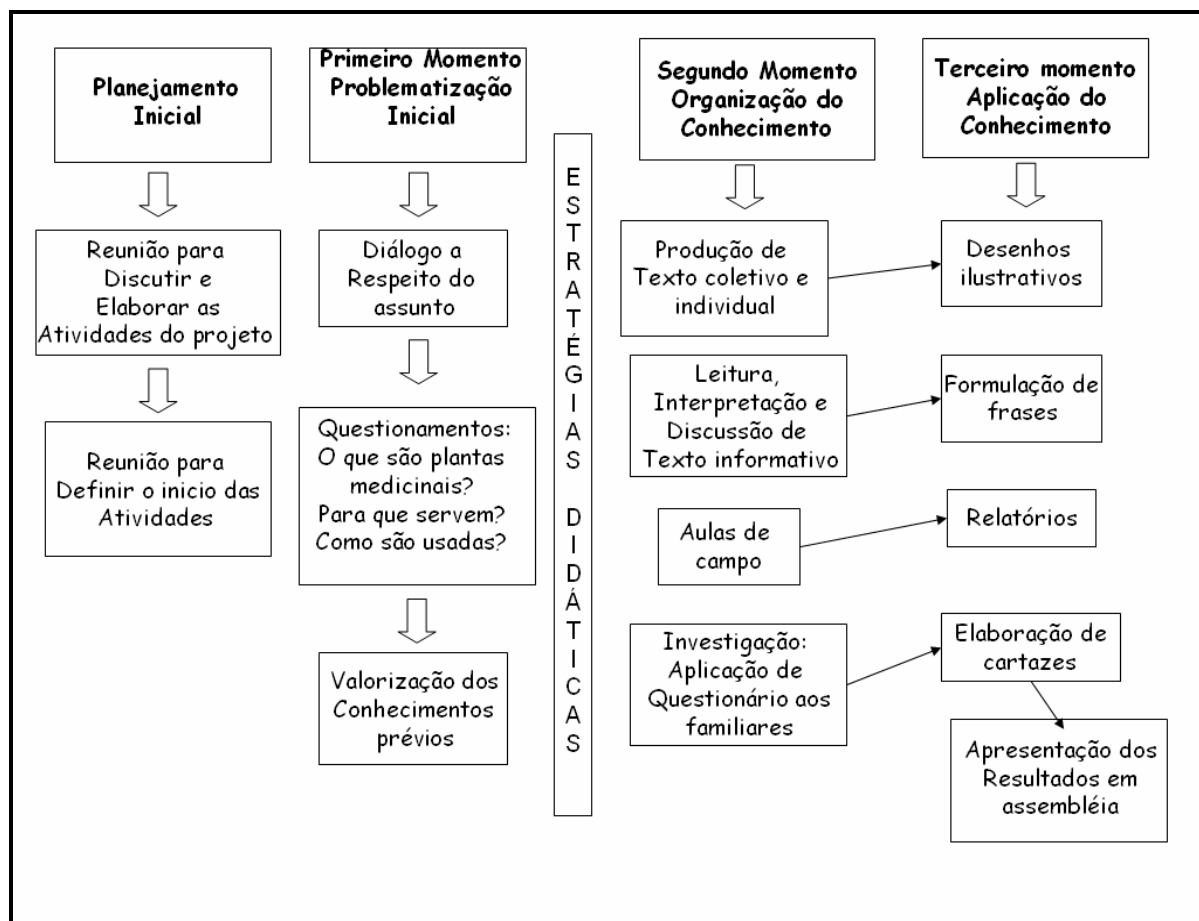 Planejamento
Inicial
Reunião para
Discutir e
Elaborar as
Atividades do projeto
Reunião para
Definir o inicio das
Atividades
Primeiro Momento
Problematização
Inicial
Diálogo a
Respeito do
assunto
Questionamentos:
O que são plantas
medicinais?
Para que servem?
Como são usadas?
Valorização dos
Conhecimentos
prévios
ESTRATÉGIAS DIDÁTICAS
Segundo Momento
Organização do
Conhecimento
Produção de
Texto coletivo e
individual
Leitura,
Interpretação e
Discussão de
Texto informativo
Aulas de
campo
Investigação:
Aplicação de
Questionário aos
familiares
Terceiro momento
Aplicação do
Conhecimento
Desenhos
ilustrativos
Formulação de
frases
Relatórios
Elaboração de
cartazes
Apresentação dos
Resultados em
assembléia